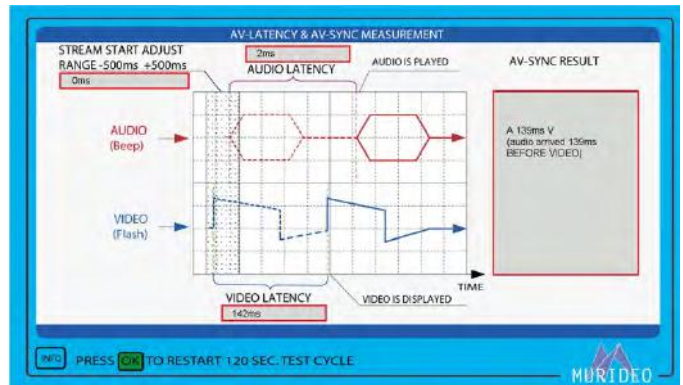 AV-LATENCY & AV-SYNC MEASUREMENT
STREAM START ADJUST
RANGE -500ms +500ms
0ms
2ms
AUDIO LATENCY
AUDIO IS PLAYED
AV-SYNC RESULT
AUDIO
(Beep)
A 139ms V
(audio arrived 139ms
BEFORE VIDEO)
VIDEO
(Flash)
TIME
VIDEO LATENCY
142ms
VIDEO IS DISPLAYED
INFO PRESS OK TO RESTART 120 SEC. TEST CYCLE
MURIDEO